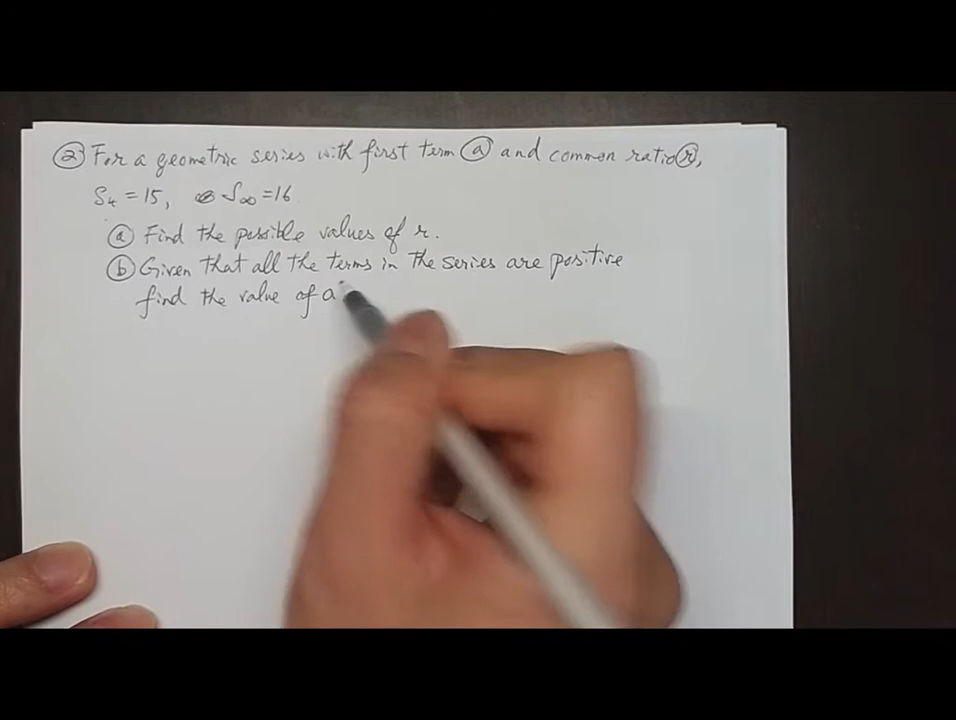 ② For a geometric series with first term ⓐ and common ratio ⓡ,
S₄ = 15, S∞ = 16
ⓐ Find the possible values of r.
ⓑ Given that all the terms in the series are positive
find the value of a